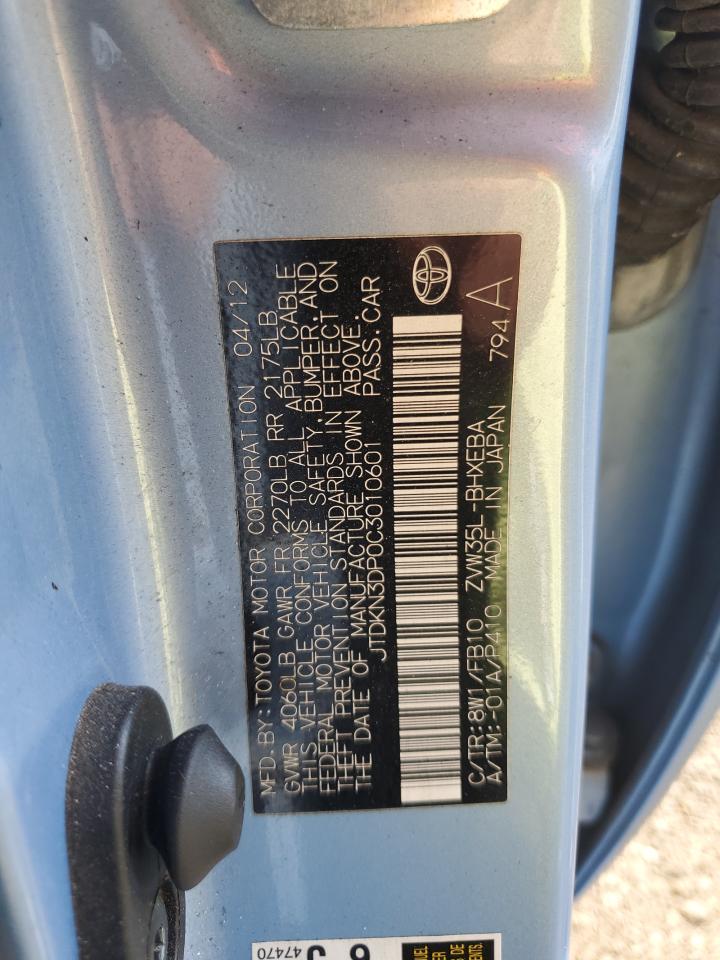 MFD. BY: TOYOTA MOTOR CORPORATION 04/12
GVWR 4060LB GAWR FR 2270LB RR 2175LB
THIS VEHICLE CONFORMS TO ALL APPLICABLE
FEDERAL MOTOR VEHICLE SAFETY, BUMPER, AND
THEFT PREVENTION STANDARDS IN EFFECT ON
THE DATE OF MANUFACTURE SHOWN ABOVE.
JTDKN3DP0C3010601 PASS. CAR
C/TR: 8W1/FB10 ZVW35L-BHXEBA
A/TM: -01A/P410 MADE IN JAPAN 794 A
47470